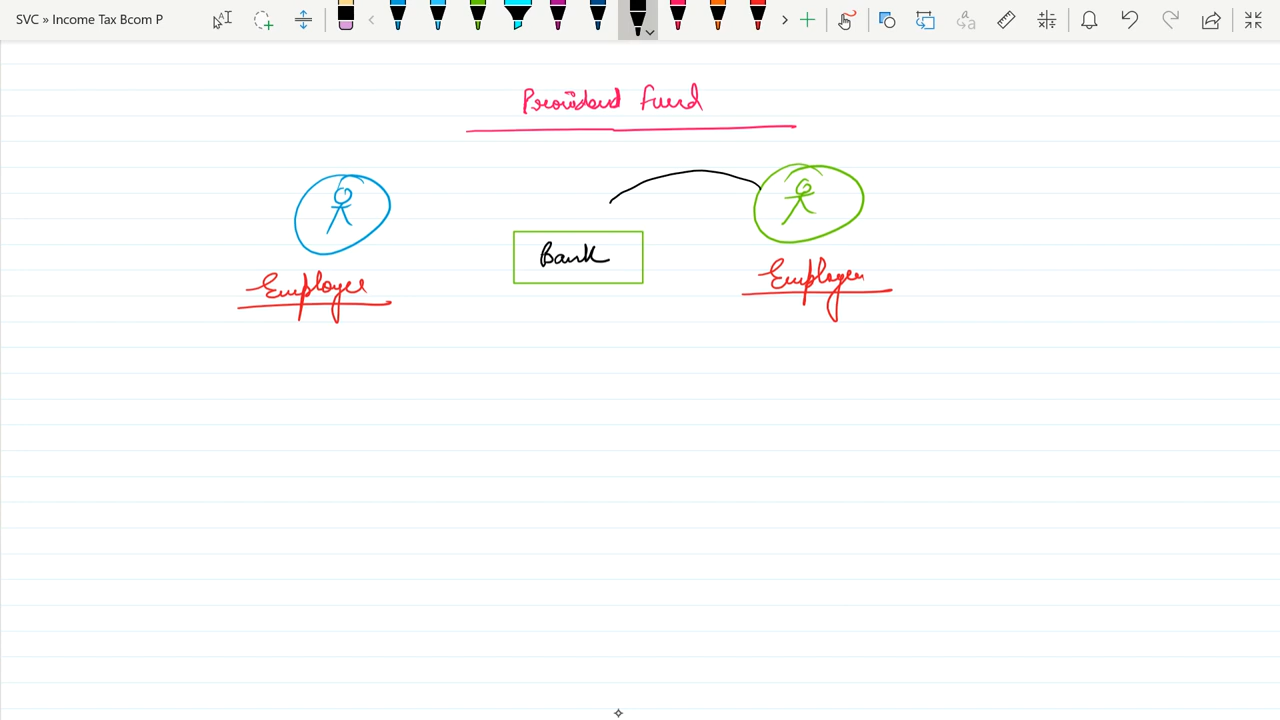 SVC » Income Tax Bcom P
Provident Fund
Bank
Employee
Employer